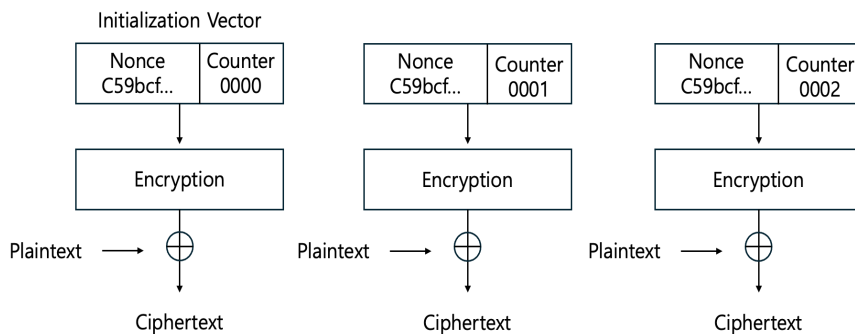 Initialization Vector
Nonce Counter Nonce Counter Nonce Counter
C59bcf... 0000 C59bcf... 0001 C59bcf... 0002
Encryption Encryption Encryption
Plaintext Plaintext Plaintext
Ciphertext Ciphertext Ciphertext